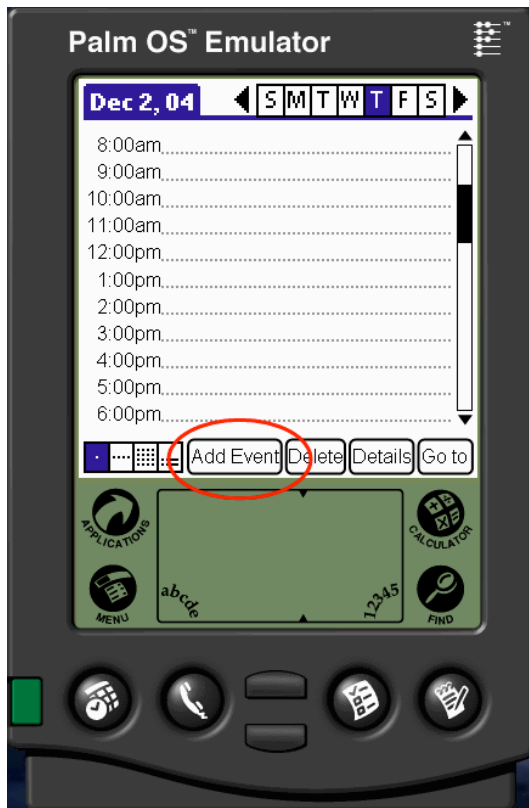 Palm OS™ Emulator
™
Dec 2, 04
S M T W T F S
8:00am
9:00am
10:00am
11:00am
12:00pm
1:00pm
2:00pm
3:00pm
4:00pm
5:00pm
6:00pm
Add Event Delete Details Go to
APPLICATIONS
CALCULATOR
MENU
abcde
12345
FIND